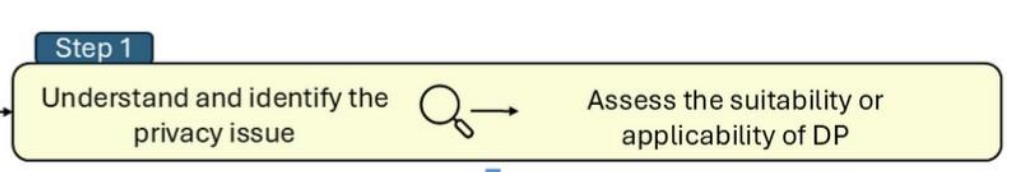 Step 1
Understand and identify the
privacy issue
Assess the suitability or
applicability of DP